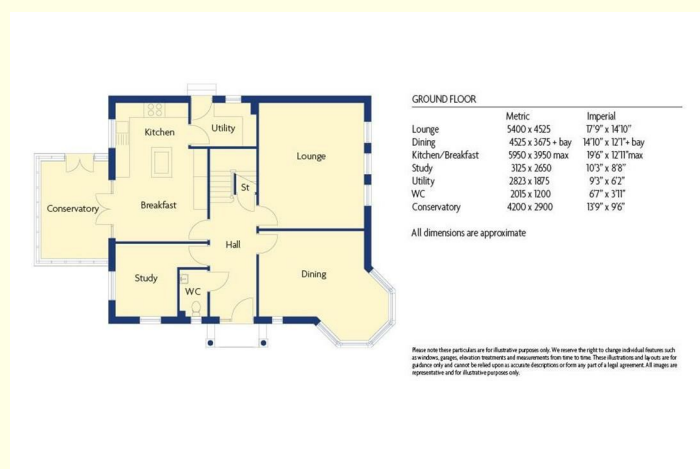 Kitchen
Utility
Lounge
St
Conservatory
Breakfast
Hall
Study
WC
Dining
GROUND FLOOR
Metric Imperial
Lounge 5400 x 4525 17'9" x 14'10"
Dining 4525 x 3675 + bay 14'10" x 12'1"+ bay
Kitchen/Breakfast 5950 x 3950 max 19'6" x 12'11"max
Study 3125 x 2650 10'3" x 8'8"
Utility 2823 x 1875 9'3" x 6'2"
WC 2015 x 1200 6'7" x 3'11"
Conservatory 4200 x 2900 13'9" x 9'6"
All dimensions are approximate
Please note these particulars are for illustrative purposes only. We reserve the right to change individual features such
as windows, garages, elevation treatments and measurements from time to time. These illustrations and lay outs are for
guidance only and cannot be relied upon as accurate descriptions or form any part of a legal agreement. All images are
representative and for illustrative purposes only.